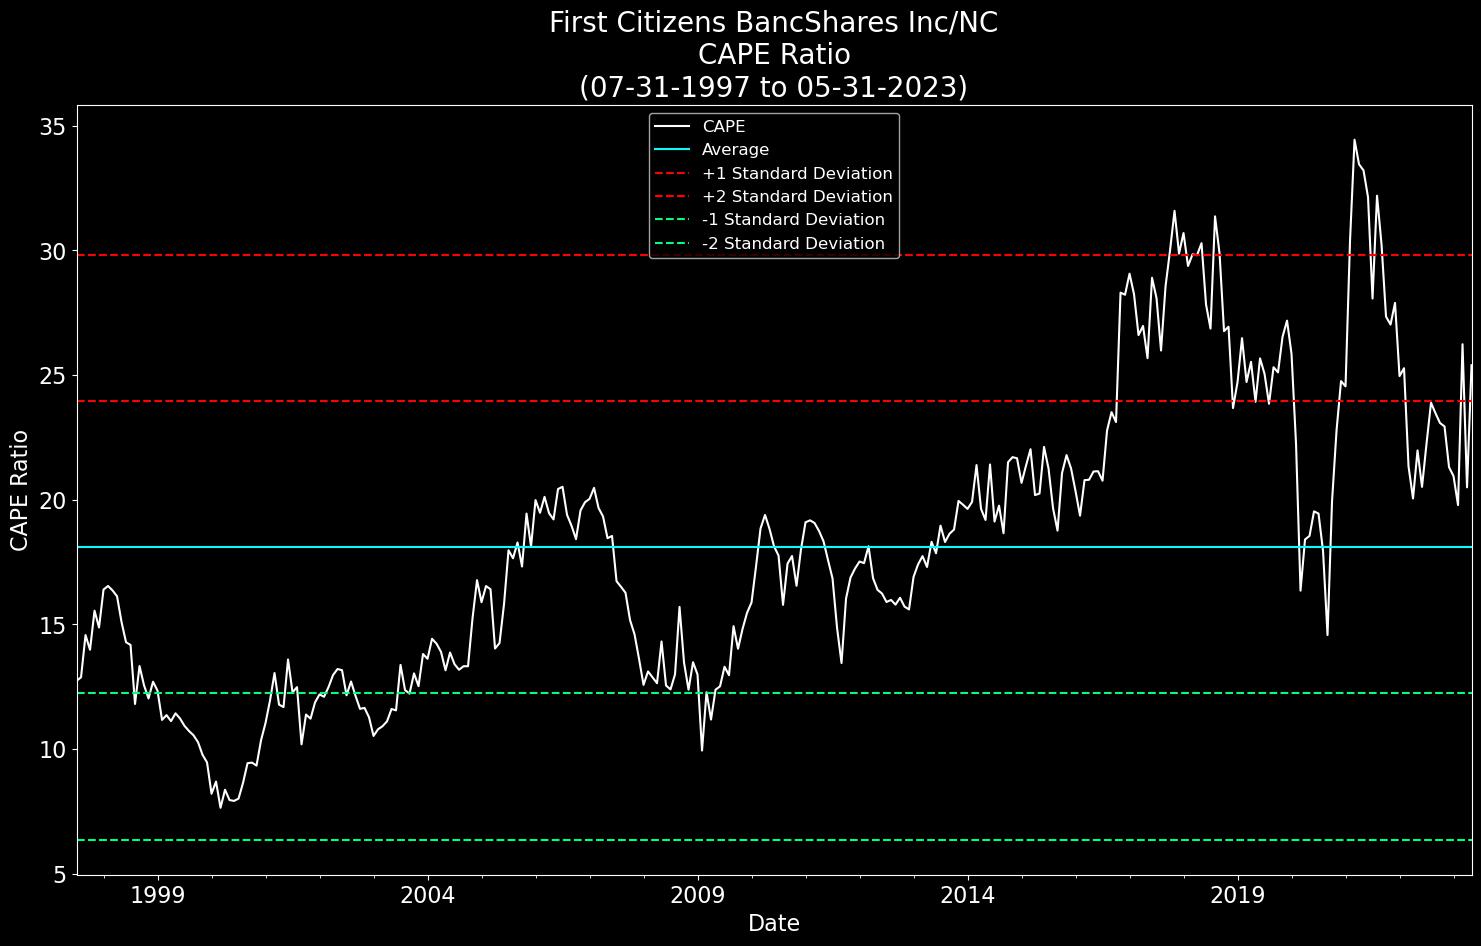 First Citizens BancShares Inc/NC
CAPE Ratio
(07-31-1997 to 05-31-2023)
CAPE
Average
+1 Standard Deviation
+2 Standard Deviation
-1 Standard Deviation
-2 Standard Deviation
35
30
25
20
15
10
5
CAPE Ratio
1999
2004
2009
2014
2019
Date